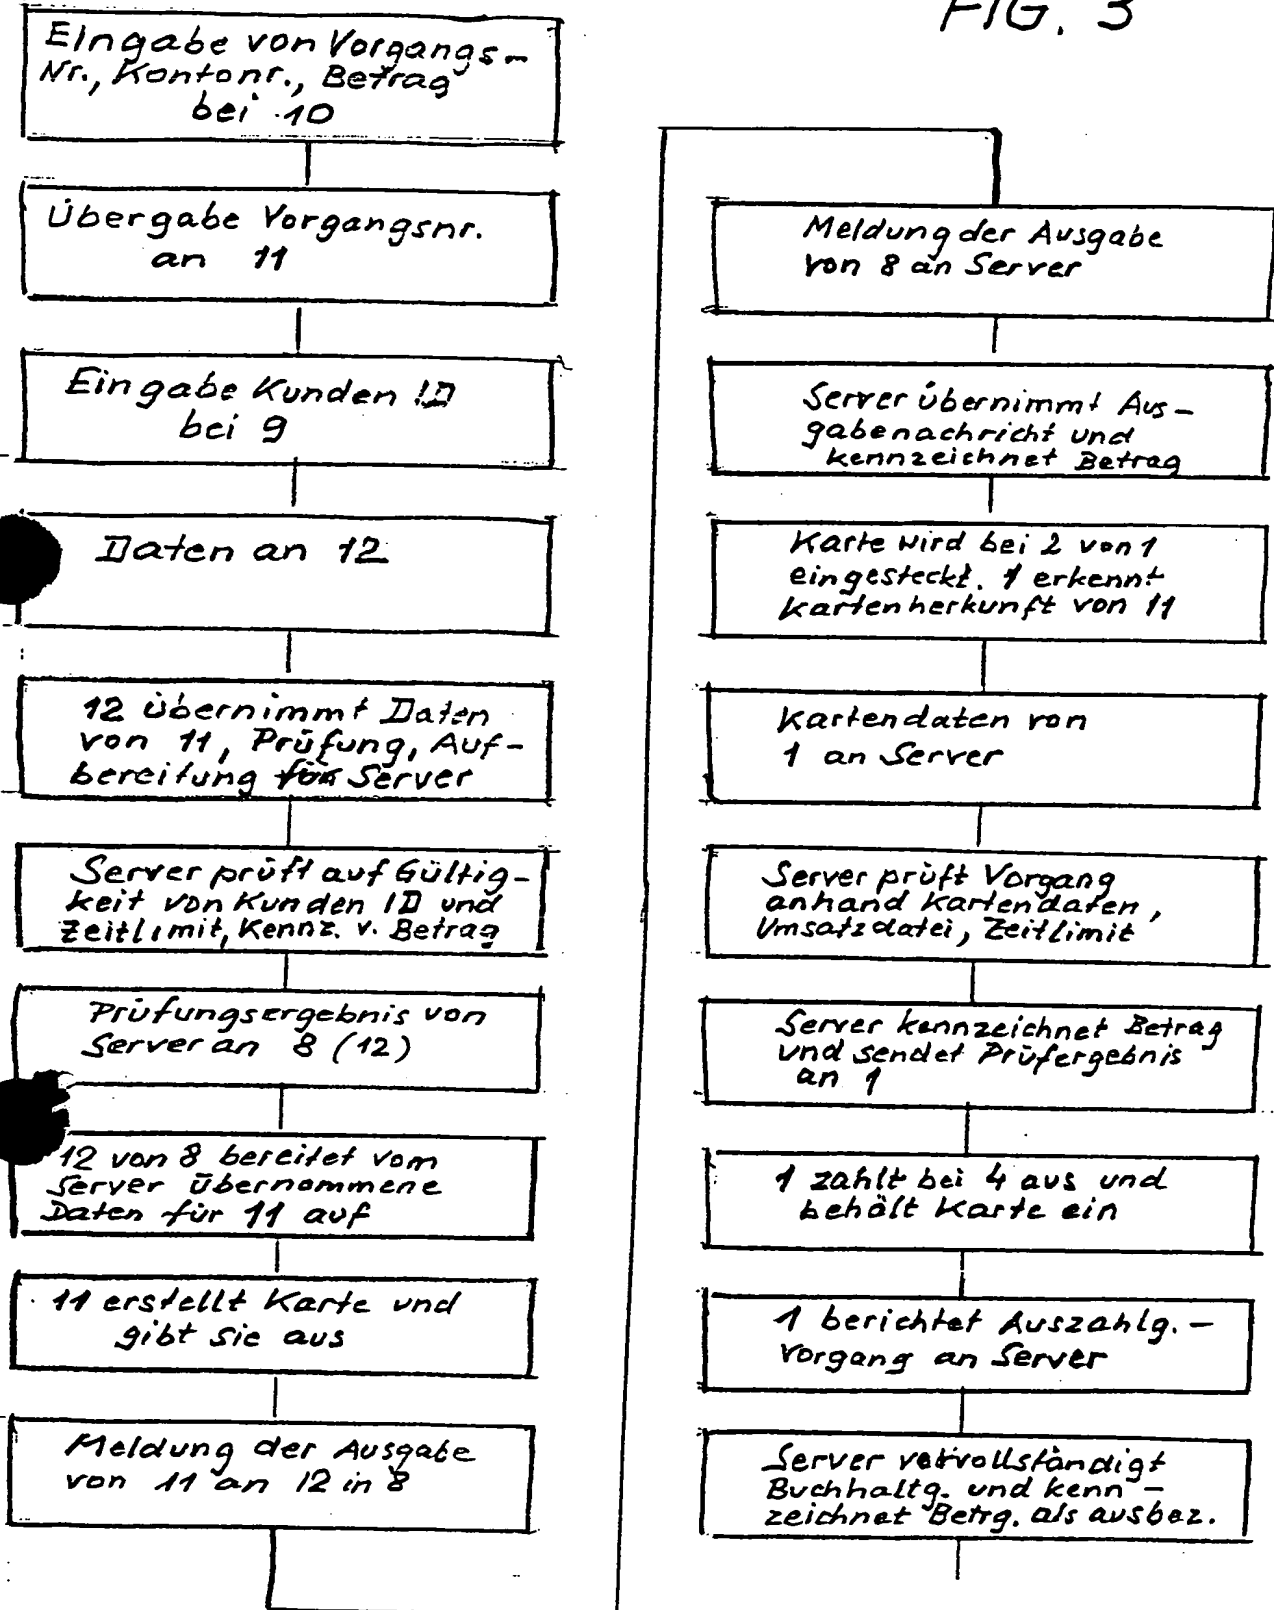 FIG. 3
Eingabe von Vorgangs-
Nr., Kontonr., Betrag
bei 10
Übergabe Vorgangsnr.
an 11
Eingabe Kunden ID
bei 9
Daten an 12
12 übernimmt Daten
von 11, Prüfung, Auf-
bereitung für Server
Server prüft auf Gültig-
keit von Kunden ID und
Zeitlimit, Kennz. v. Betrag
Prüfungsergebnis von
Server an 8 (12)
12 von 8 bereitet vom
Server übernommene
Daten für 11 auf
11 erstellt Karte und
gibt sie aus
Meldung der Ausgabe
von 11 an 12 in 8
Meldung der Ausgabe
von 8 an Server
Server übernimmt Aus-
gabenachricht und
kennzeichnet Betrag
Karte wird bei 2 von 1
eingesteckt. 1 erkennt
Kartenherkunft von 11
Kartendaten von
1 an Server
Server prüft Vorgang
anhand Kartendaten,
Umsatzdatei, Zeitlimit
Server kennzeichnet Betrag
und sendet Prüfergebnis
an 1
1 zahlt bei 4 aus und
behält Karte ein
1 berichtet Auszahlg.-
vorgang an Server
Server vervollständigt
Buchhaltg. und kenn-
zeichnet Betrg. als ausbez.